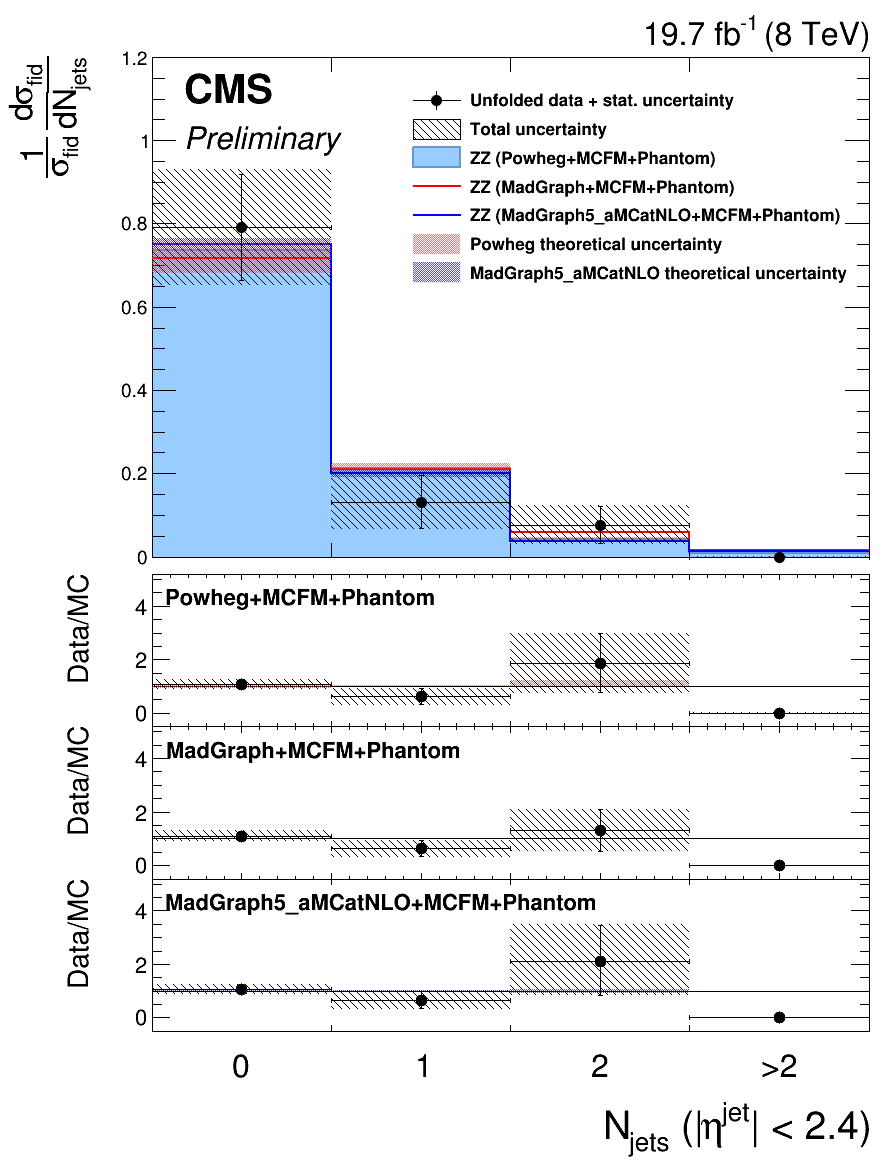 19.7 fb-1 (8 TeV)
1/σfid dσfid/dNjets
CMS
Preliminary
Unfolded data + stat. uncertainty
Total uncertainty
ZZ (Powheg+MCFM+Phantom)
ZZ (MadGraph+MCFM+Phantom)
ZZ (MadGraph5_aMCatNLO+MCFM+Phantom)
Powheg theoretical uncertainty
MadGraph5_aMCatNLO theoretical uncertainty
1.2
1
0.8
0.6
0.4
0.2
0
Data/MC
Powheg+MCFM+Phantom
4
2
0
Data/MC
MadGraph+MCFM+Phantom
4
2
0
Data/MC
MadGraph5_aMCatNLO+MCFM+Phantom
4
2
0
0 1 2 >2
Njets (|ηjet| < 2.4)